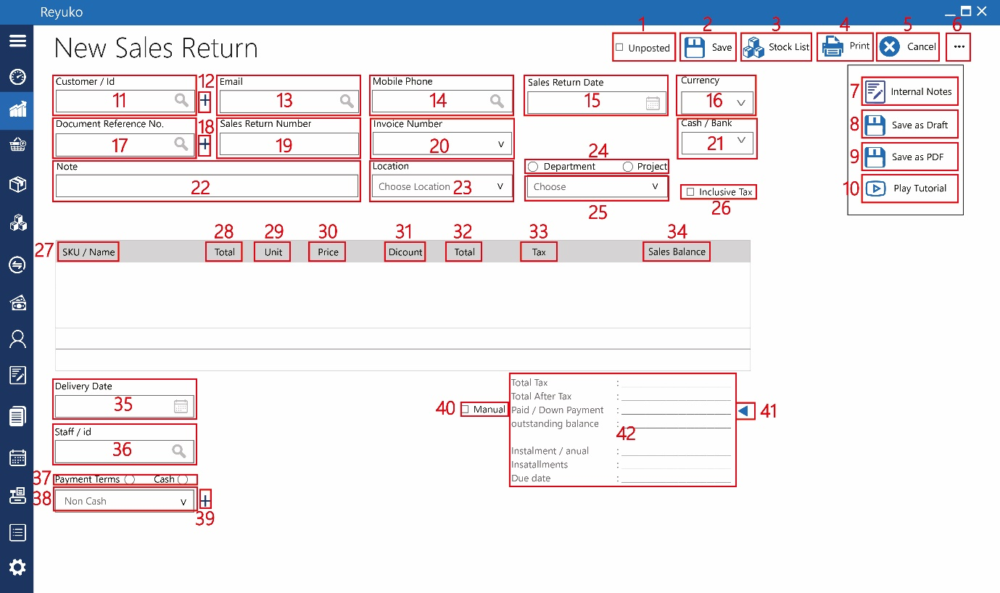 Reyuko
New Sales Return
1 2 3 4 5 6
Unposted Save Stock List Print Cancel ...
7 Internal Notes
8 Save as Draft
9 Save as PDF
10 Play Tutorial
Customer / Id 12 Email Mobile Phone Sales Return Date Currency
11 + 13 14 15 16 v
Document Reference No. 18 Sales Return Number Invoice Number Cash / Bank
17 + 19 20 v 21 v
24
Note Location Department Project
22 Choose Location 23 v Choose v Inclusive Tax
25 26
28 29 30 31 32 33 34
27 SKU / Name Total Unit Price Dicount Total Tax Sales Balance
Delivery Date
35
Staff / id
36
37 Payment Terms Cash
38 Non Cash v +
39
Total Tax :
Total After Tax :
40 Manual Paid / Down Payment : 41
outstanding balance :
42
Instalment / anual :
Insatallments :
Due date :